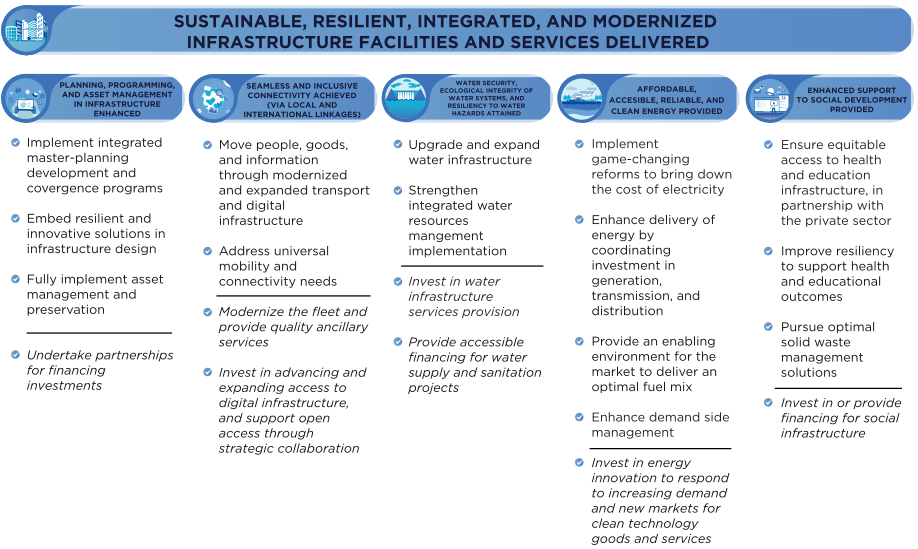 SUSTAINABLE, RESILIENT, INTEGRATED, AND MODERNIZED
INFRASTRUCTURE FACILITIES AND SERVICES DELIVERED
PLANNING, PROGRAMMING,
AND ASSET MANAGEMENT
IN INFRASTRUCTURE
ENHANCED
Implement integrated
master-planning
development and
covergence programs
Embed resilient and
innovative solutions in
infrastructure design
Fully implement asset
management and
preservation
Undertake partnerships
for financing
investments
SEAMLESS AND INCLUSIVE
CONNECTIVITY ACHIEVED
(VIA LOCAL AND
INTERNATIONAL LINKAGES)
Move people, goods,
and information
through modernized
and expanded transport
and digital
infrastructure
Address universal
mobility and
connectivity needs
Modernize the fleet and
provide quality ancillary
services
Invest in advancing and
expanding access to
digital infrastructure,
and support open
access through
strategic collaboration
WATER SECURITY,
ECOLOGICAL INTEGRITY OF
WATER SYSTEMS, AND
RESILIENCY TO WATER
HAZARDS ATTAINED
Upgrade and expand
water infrastructure
Strengthen
integrated water
resources
mangement
implementation
Invest in water
infrastructure
services provision
Provide accessible
financing for water
supply and sanitation
projects
AFFORDABLE,
ACCESIBLE, RELIABLE, AND
CLEAN ENERGY PROVIDED
Implement
game-changing
reforms to bring down
the cost of electricity
Enhance delivery of
energy by
coordinating
investment in
generation,
transmission, and
distribution
Provide an enabling
environment for the
market to deliver an
optimal fuel mix
Enhance demand side
management
Invest in energy
innovation to respond
to increasing demand
and new markets for
clean technology
goods and services
ENHANCED SUPPORT
TO SOCIAL DEVELOPMENT
PROVIDED
Ensure equitable
access to health
and education
infrastructure, in
partnership with
the private sector
Improve resiliency
to support health
and educational
outcomes
Pursue optimal
solid waste
management
solutions
Invest in or provide
financing for social
infrastructure